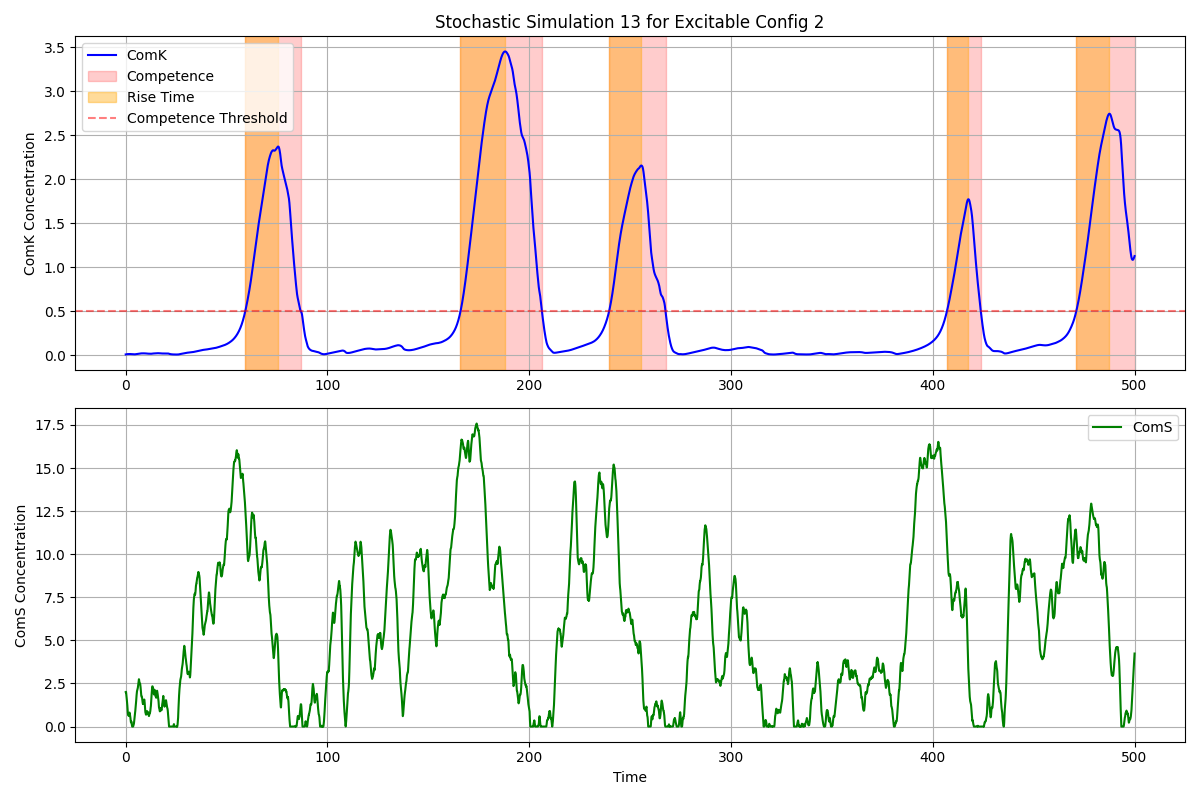 Stochastic Simulation 13 for Excitable Config 2
ComK Concentration
3.5
3.0
2.5
2.0
1.5
1.0
0.5
0.0
ComK
Competence
Rise Time
Competence Threshold
0 100 200 300 400 500
ComS Concentration
17.5
15.0
12.5
10.0
7.5
5.0
2.5
0.0
ComS
0 100 200 300 400 500
Time